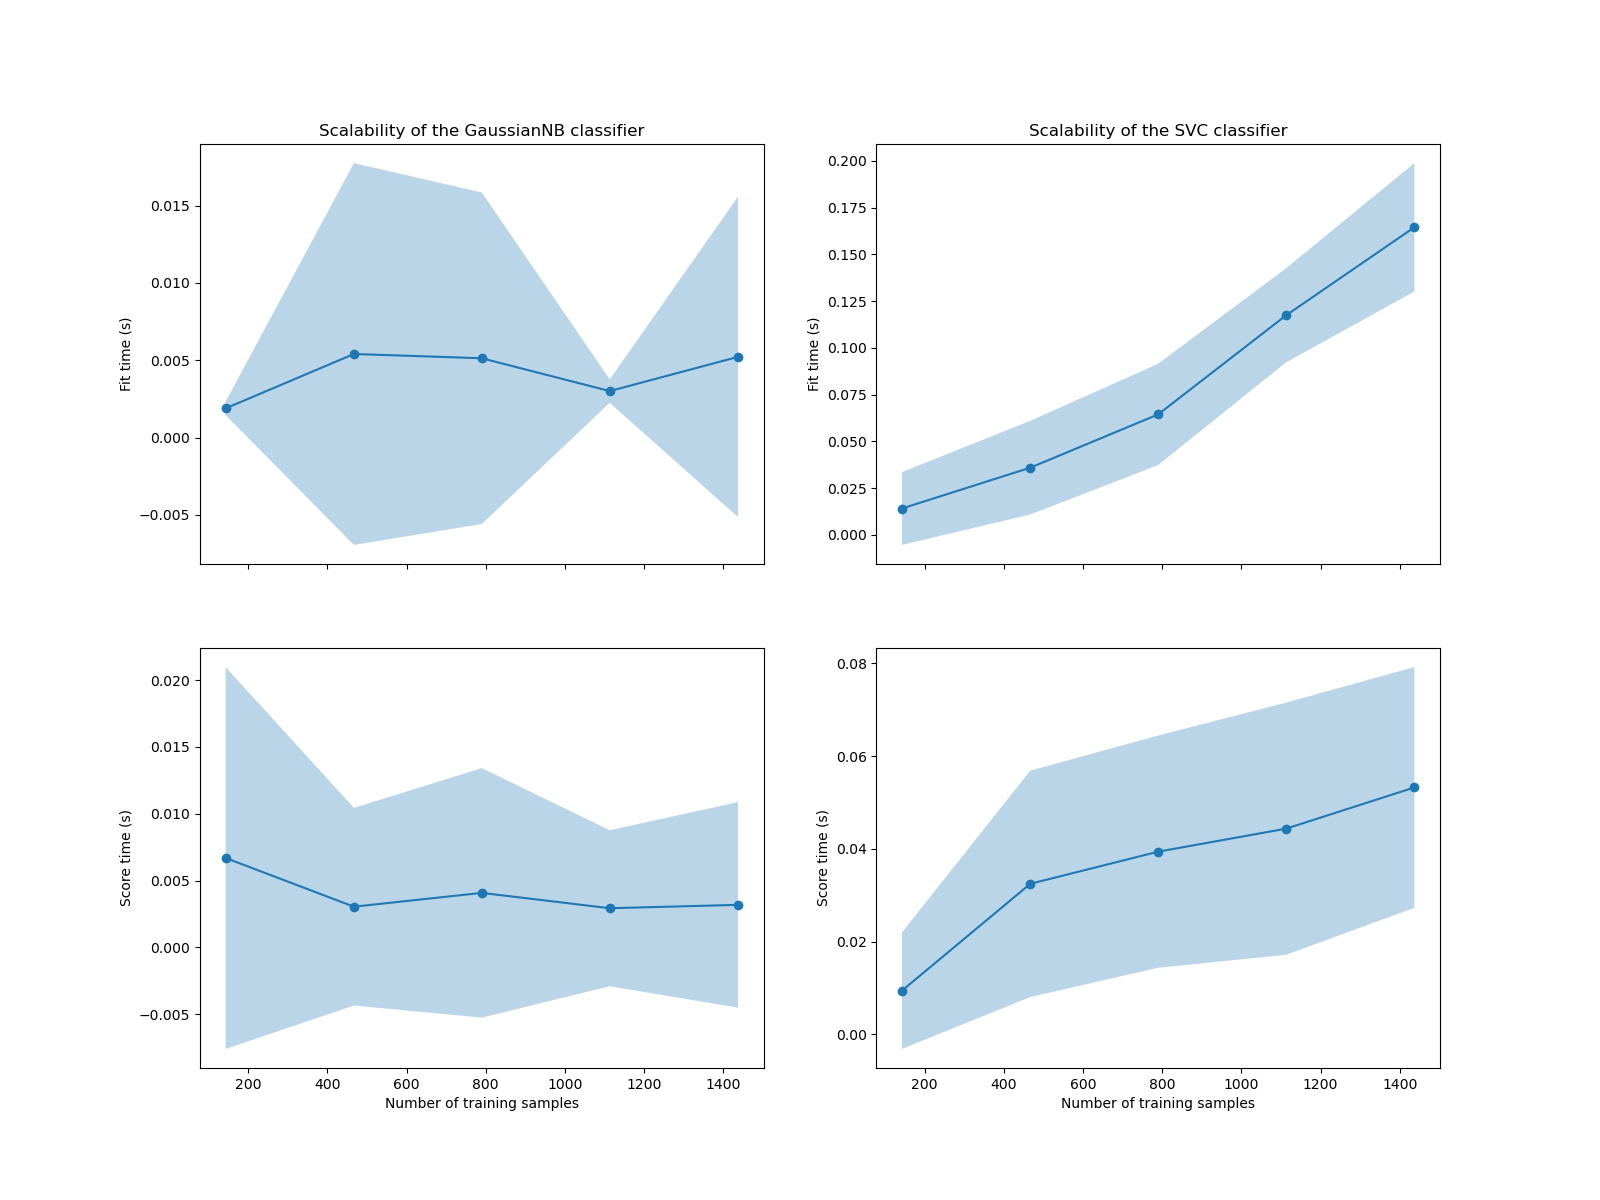 Scalability of the GaussianNB classifier
Fit time (s)
0.015
0.010
0.005
0.000
−0.005
Scalability of the SVC classifier
Fit time (s)
0.200
0.175
0.150
0.125
0.100
0.075
0.050
0.025
0.000
Score time (s)
0.020
0.015
0.010
0.005
0.000
−0.005
200 400 600 800 1000 1200 1400
Number of training samples
Score time (s)
0.08
0.06
0.04
0.02
0.00
200 400 600 800 1000 1200 1400
Number of training samples